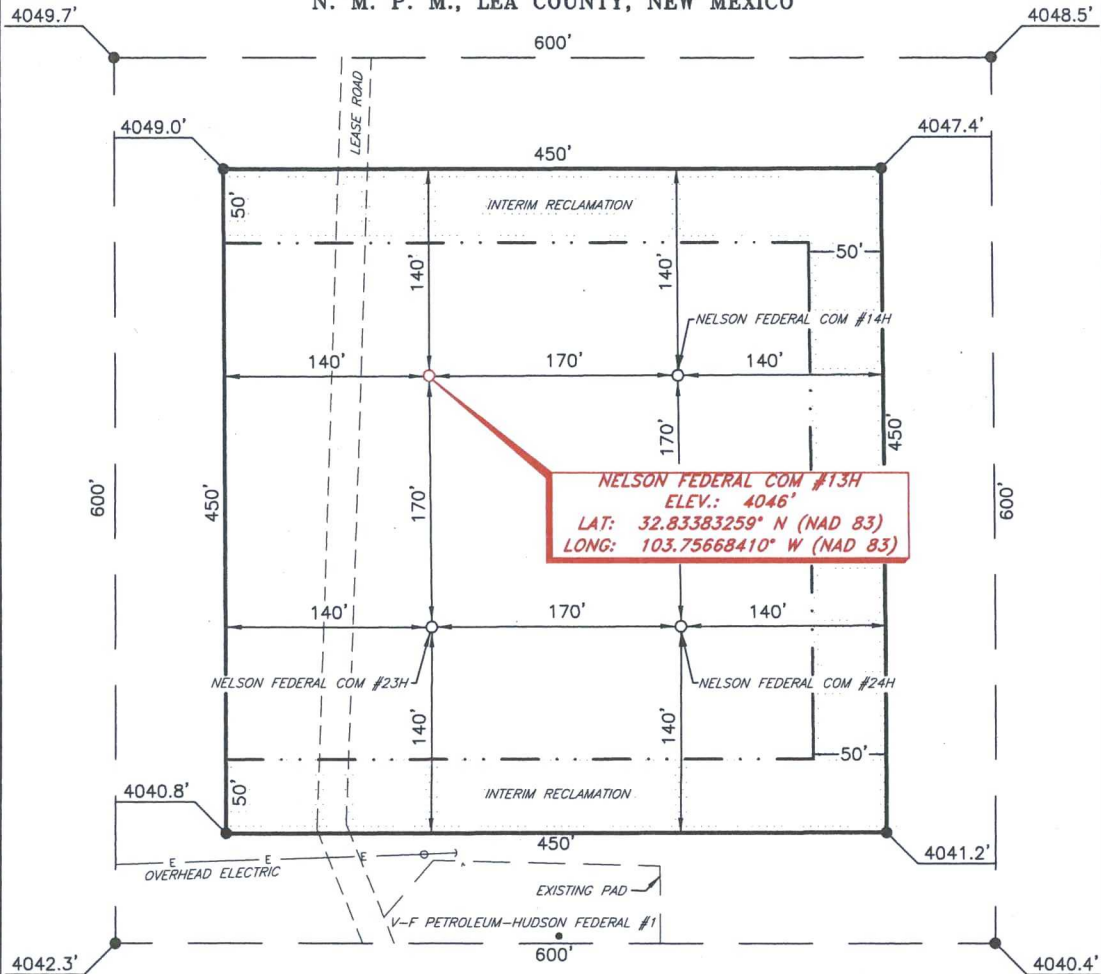 N. M. P. M., LEA COUNTY, NEW MEXICO
4049.7'
4048.5'
600'
LEASE ROAD
4049.0'
4047.4'
450'
50'
INTERIM RECLAMATION
50'
140'
140'
NELSON FEDERAL COM #14H
140'
170'
140'
170'
170'
450'
450'
600'
600'
NELSON FEDERAL COM #13H
ELEV.: 4046'
LAT: 32.83383259° N (NAD 83)
LONG: 103.75668410° W (NAD 83)
140'
170'
140'
NELSON FEDERAL COM #23H
NELSON FEDERAL COM #24H
140'
140'
50'
50'
INTERIM RECLAMATION
4040.8'
450'
4041.2'
E E E
OVERHEAD ELECTRIC
EXISTING PAD
V-F PETROLEUM-HUDSON FEDERAL #1
600'
4042.3'
4040.4'